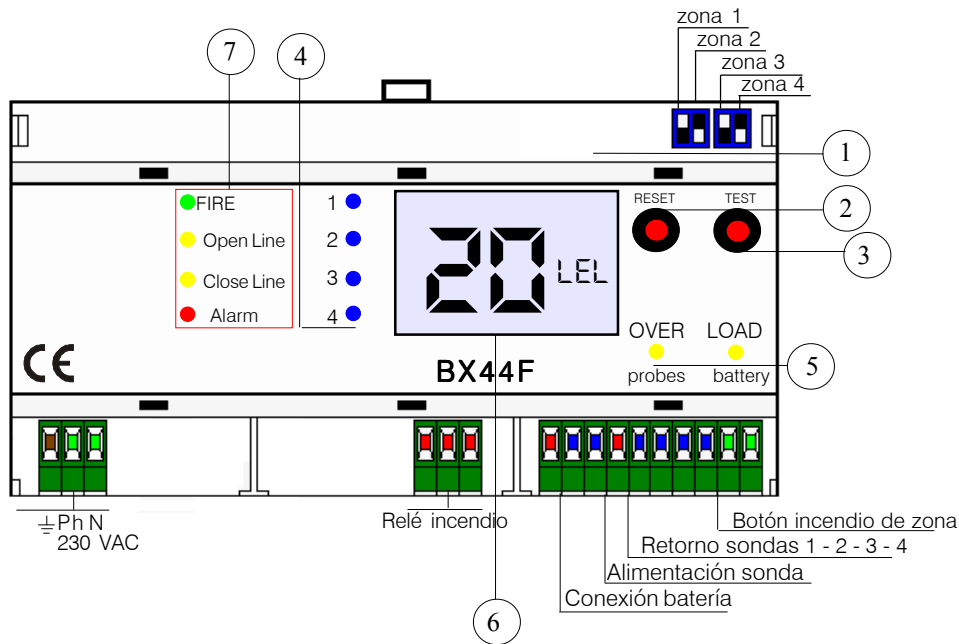 zona 1
zona 2
zona 3
zona 4
7
4
1
RESET
TEST
2
FIRE
1
Open Line
2
20 LEL
3
Close Line
3
Alarm
4
OVER
LOAD
CE
BX44F
probes
battery
5
Ph N
230 VAC
Relé incendio
Botón incendio de zona
Retorno sondas 1 - 2 - 3 - 4
Alimentación sonda
Conexión batería
6